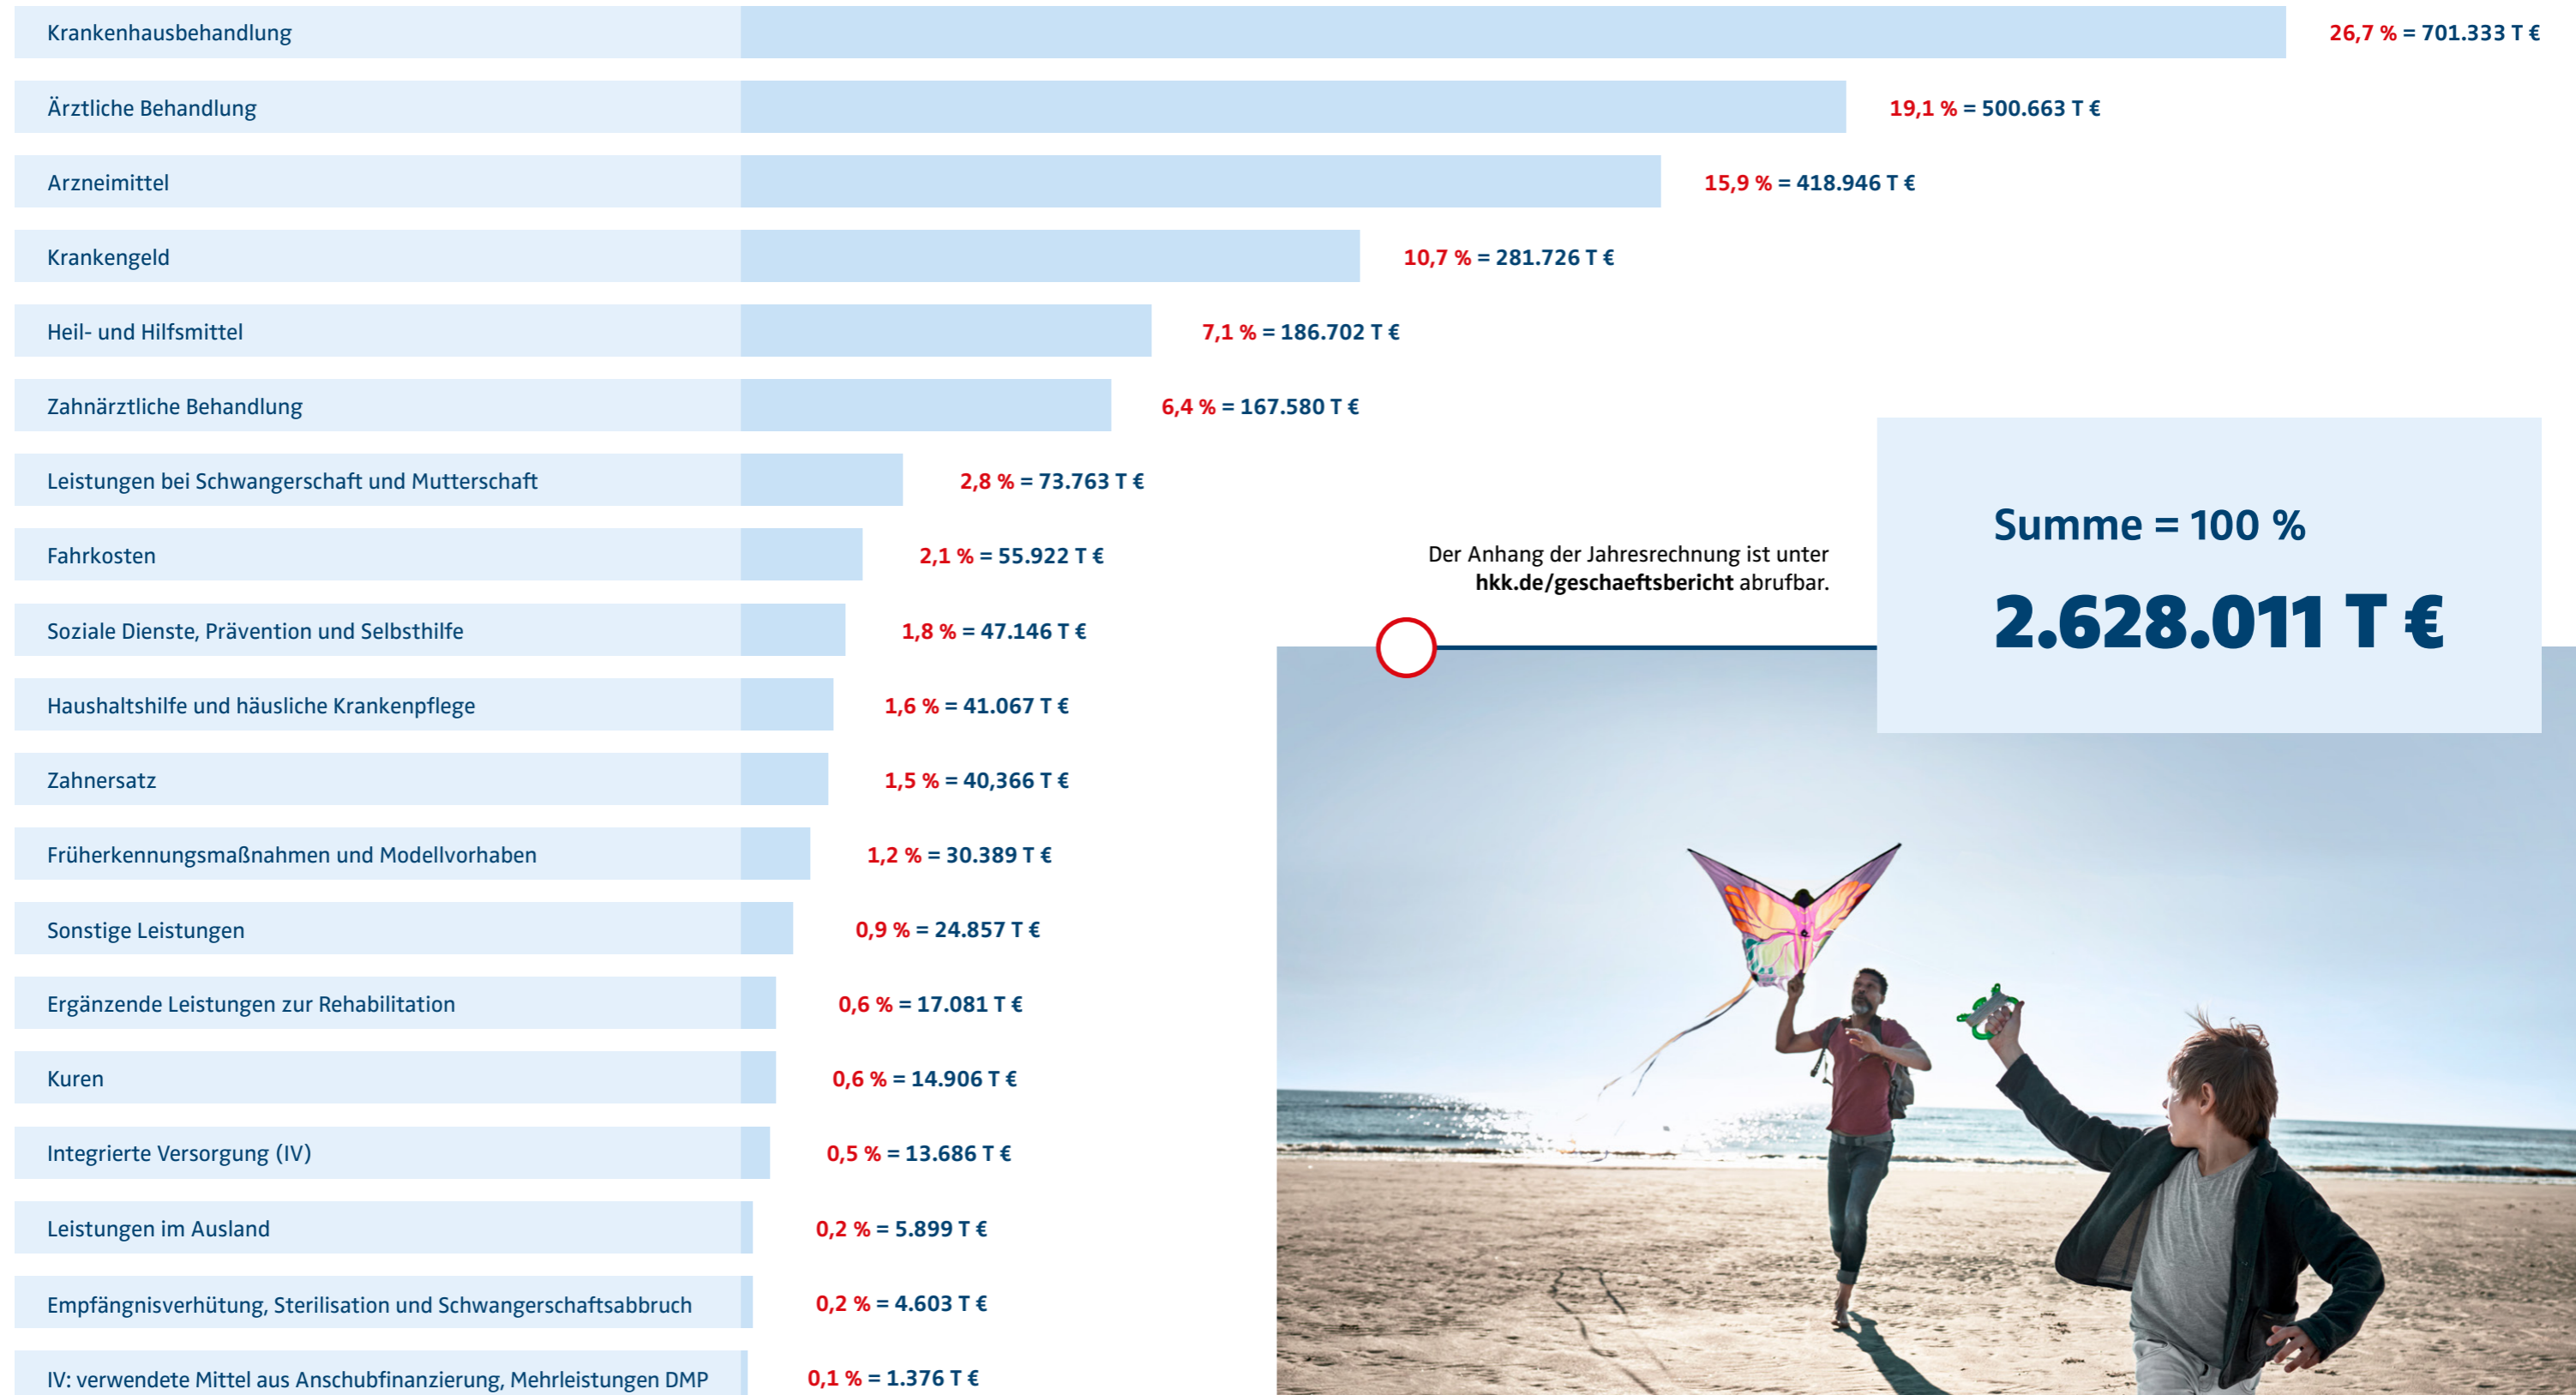 Krankenhausbehandlung 26,7 % = 701.333 T €
Ärztliche Behandlung 19,1 % = 500.663 T €
Arzneimittel 15,9 % = 418.946 T €
Krankengeld 10,7 % = 281.726 T €
Heil- und Hilfsmittel 7,1 % = 186.702 T €
Zahnärztliche Behandlung 6,4 % = 167.580 T €
Leistungen bei Schwangerschaft und Mutterschaft 2,8 % = 73.763 T €
Fahrkosten 2,1 % = 55.922 T €
Soziale Dienste, Prävention und Selbsthilfe 1,8 % = 47.146 T €
Haushaltshilfe und häusliche Krankenpflege 1,6 % = 41.067 T €
Zahnersatz 1,5 % = 40,366 T €
Früherkennungsmaßnahmen und Modellvorhaben 1,2 % = 30.389 T €
Sonstige Leistungen 0,9 % = 24.857 T €
Ergänzende Leistungen zur Rehabilitation 0,6 % = 17.081 T €
Kuren 0,6 % = 14.906 T €
Integrierte Versorgung (IV) 0,5 % = 13.686 T €
Leistungen im Ausland 0,2 % = 5.899 T €
Empfängnisverhütung, Sterilisation und Schwangerschaftsabbruch 0,2 % = 4.603 T €
IV: verwendete Mittel aus Anschubfinanzierung, Mehrleistungen DMP 0,1 % = 1.376 T €
Der Anhang der Jahresrechnung ist unter
hkk.de/geschaeftsbericht abrufbar.
Summe = 100 %
2.628.011 T €